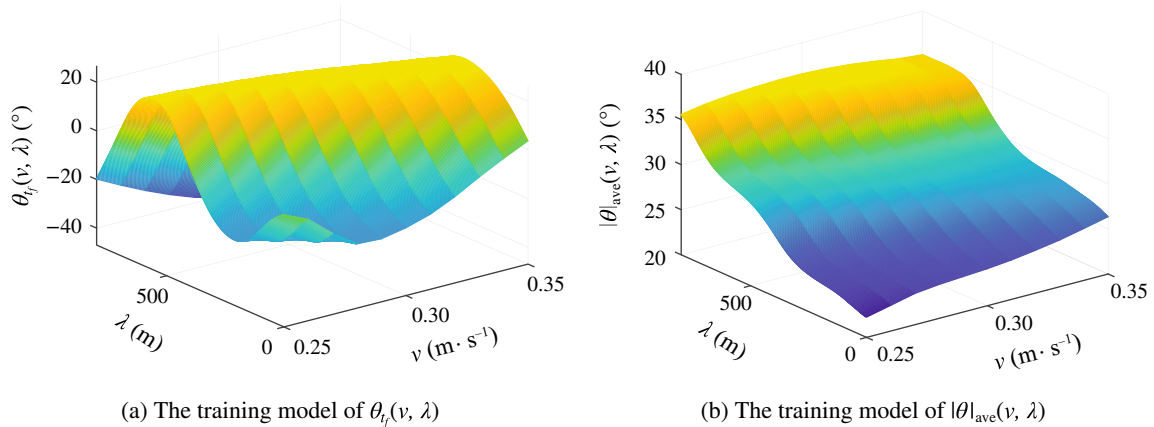 20
0
−20
−40
θ_{t_f}(v, λ) (°)
500
0
λ (m)
0.25
0.30
0.35
v (m· s⁻¹)
(a) The training model of θ_{t_f}(v, λ)
40
35
30
25
20
|θ|_{ave}(v, λ) (°)
500
0
λ (m)
0.25
0.30
0.35
v (m· s⁻¹)
(b) The training model of |θ|_{ave}(v, λ)